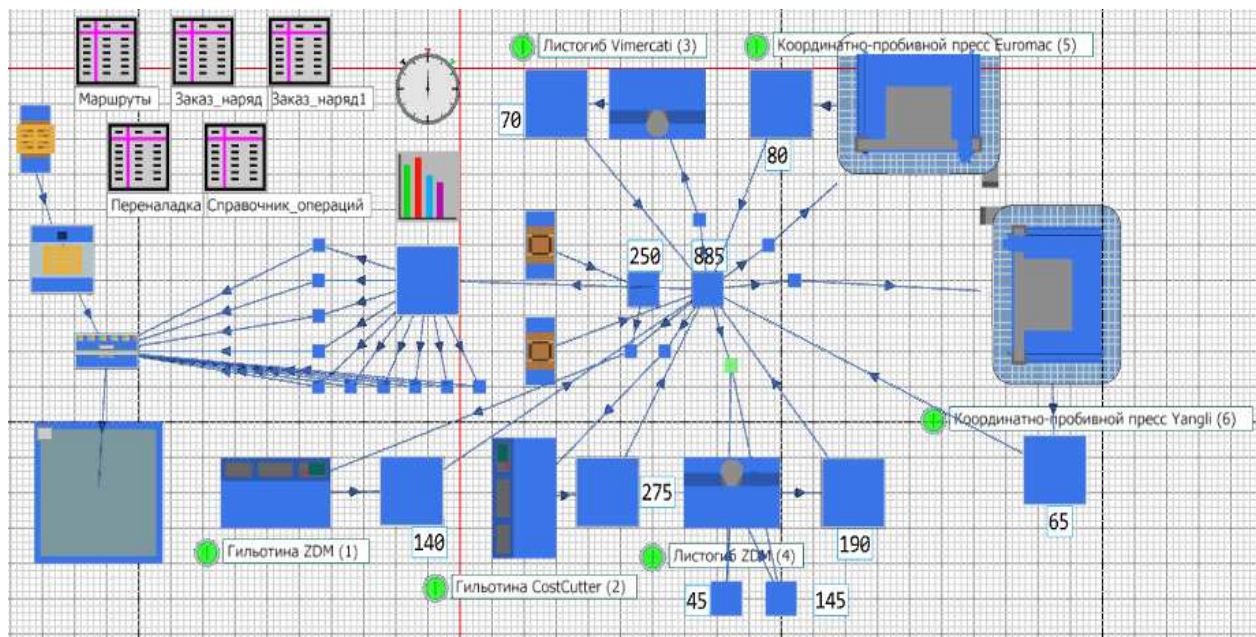 Листогиб Vimercati (3)
Координатно-пробивной пресс Euromac (5)
Маршруты
Заказ_наряд
Заказ_наряд1
70
80
Переналадка
Справочник_операций
250
885
Координатно-пробивной пресс Yangli (6)
275
65
140
190
Гильотина ZDM (1)
Листогиб ZDM (4)
Гильотина CostCutter (2)
45
145